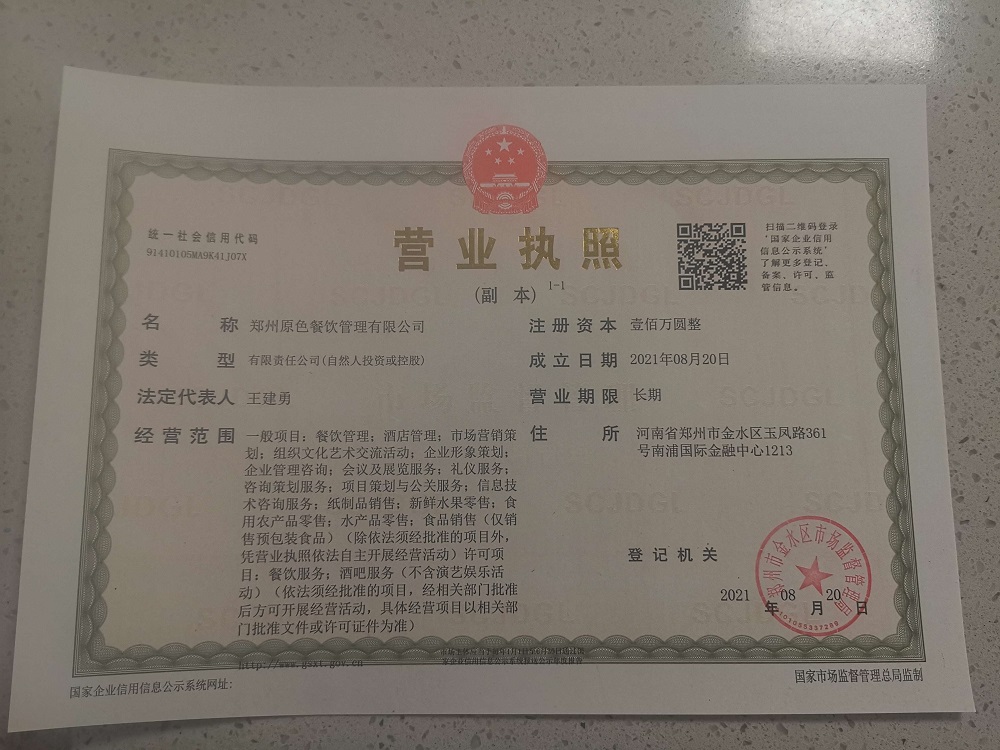 统一社会信用代码
91410105MA9K41J07X
营业执照
(副 本) 1-1
扫描二维码登录
‘国家企业信用
信息公示系统’
了解更多登记、
备案、许可、监
管信息。
名 称 郑州原色餐饮管理有限公司
类 型 有限责任公司(自然人投资或控股)
法定代表人 王建勇
经营范围 一般项目：餐饮管理；酒店管理；市场营销策
划；组织文化艺术交流活动；企业形象策划；
企业管理咨询；会议及展览服务；礼仪服务；
咨询策划服务；项目策划与公关服务；信息技
术咨询服务；纸制品销售；新鲜水果零售；食
用农产品零售；水产品零售；食品销售（仅销
售预包装食品）（除依法须经批准的项目外，
凭营业执照依法自主开展经营活动）许可项
目：餐饮服务；酒吧服务（不含演艺娱乐活
动）（依法须经批准的项目，经相关部门批准
后方可开展经营活动，具体经营项目以相关部
门批准文件或许可证件为准）
注册资本 壹佰万圆整
成立日期 2021年08月20日
营业期限 长期
住 所 河南省郑州市金水区玉凤路361
号南浦国际金融中心1213
登记机关
郑州市金水区市场监督管理局
2021 年 08 月 20 日
http://www.gsxt.gov.cn
国家企业信用信息公示系统网址：
国家市场监督管理总局监制
SCJDGL